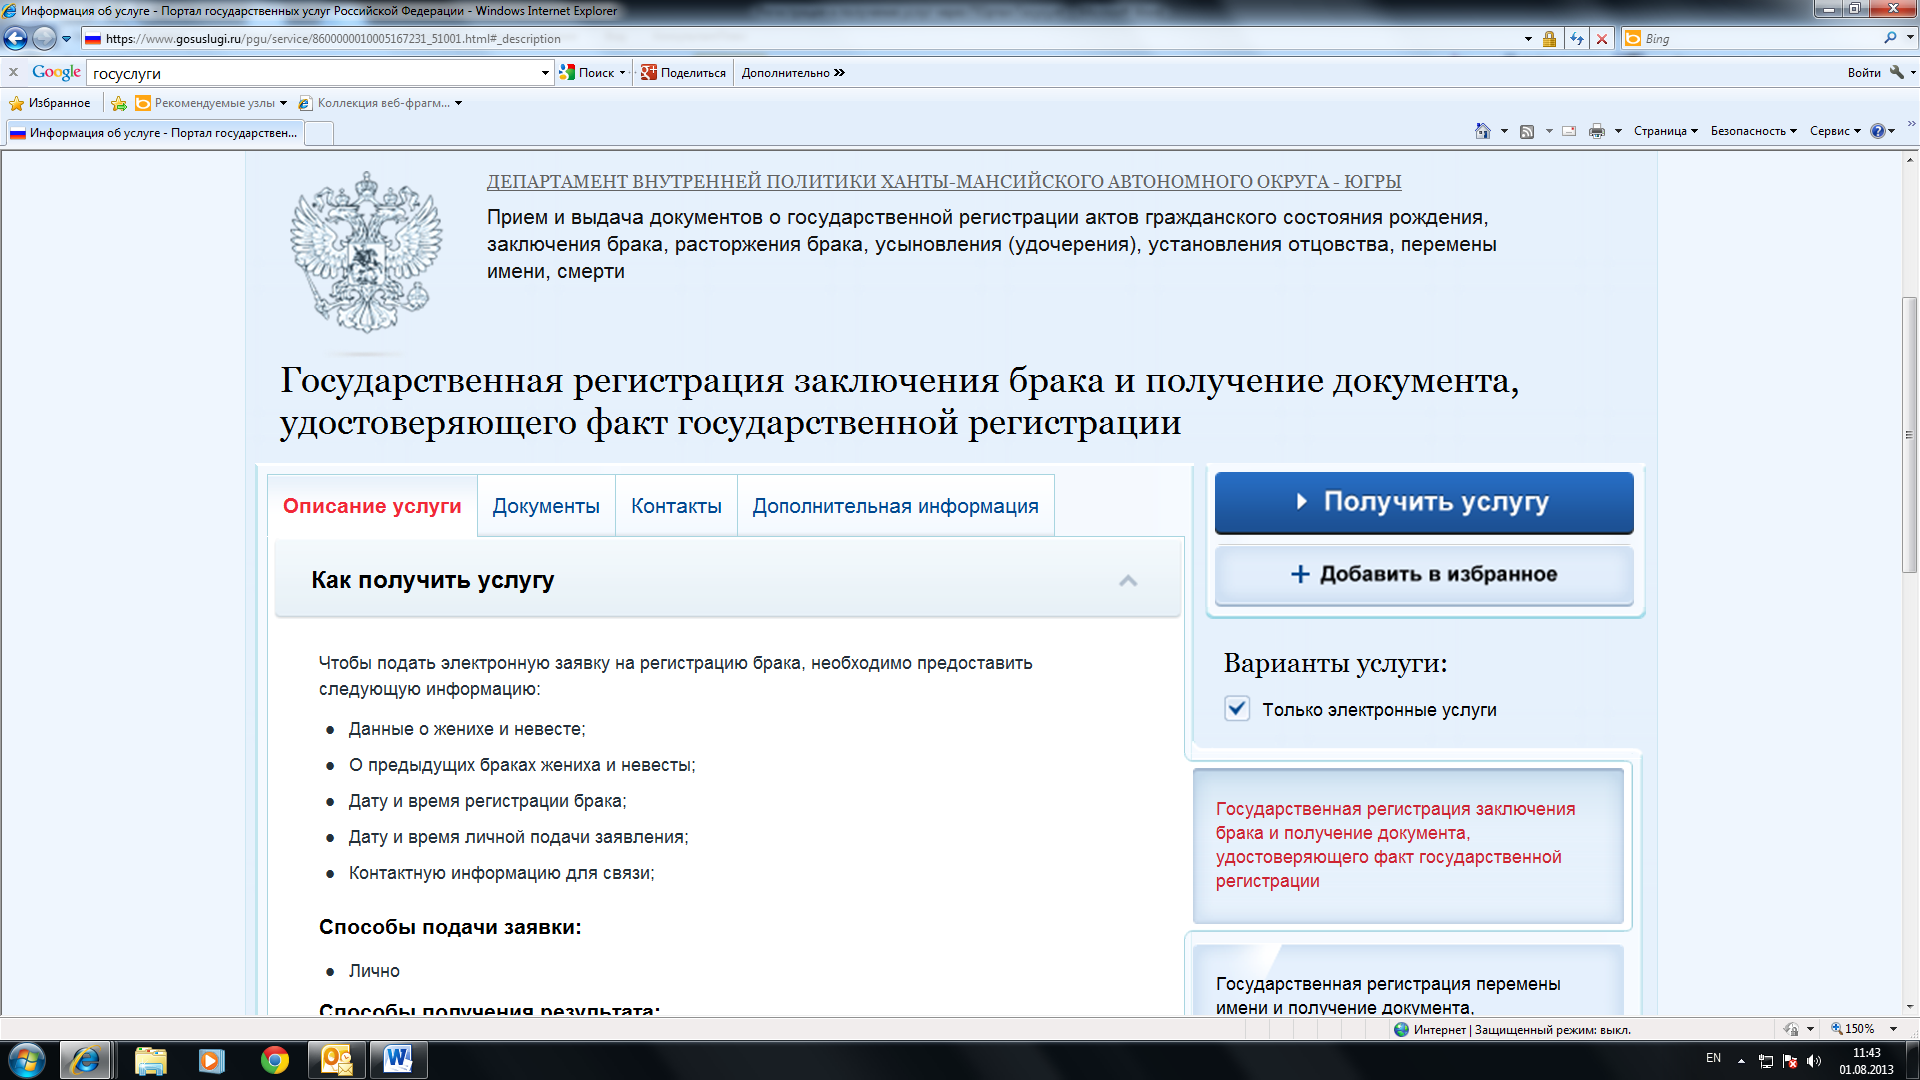 Информация об услуге - Портал государственных услуг Российской Федерации - Windows Internet Explorer
https://www.gosuslugi.ru/pgu/service/8600000010005167231_51001.html#_description
Bing
Google госуслуги Поиск Поделиться Дополнительно Войти
Избранное Рекомендуемые узлы Коллекция веб-фрагм...
Информация об услуге - Портал государствен... Страница Безопасность Сервис
ДЕПАРТАМЕНТ ВНУТРЕННЕЙ ПОЛИТИКИ ХАНТЫ-МАНСИЙСКОГО АВТОНОМНОГО ОКРУГА - ЮГРЫ
Прием и выдача документов о государственной регистрации актов гражданского состояния рождения,
заключения брака, расторжения брака, усыновления (удочерения), установления отцовства, перемены
имени, смерти
Государственная регистрация заключения брака и получение документа,
удостоверяющего факт государственной регистрации
Описание услуги Документы Контакты Дополнительная информация
Как получить услугу
Чтобы подать электронную заявку на регистрацию брака, необходимо предоставить
следующую информацию:
• Данные о женихе и невесте;
• О предыдущих браках жениха и невесты;
• Дату и время регистрации брака;
• Дату и время личной подачи заявления;
• Контактную информацию для связи;
Способы подачи заявки:
• Лично
Способы получения результата:
Получить услугу
+ Добавить в избранное
Варианты услуги:
Только электронные услуги
Государственная регистрация заключения
брака и получение документа,
удостоверяющего факт государственной
регистрации
Государственная регистрация перемены
имени и получение документа,
Интернет | Защищенный режим: выкл.
150%
EN
11:43
01.08.2013